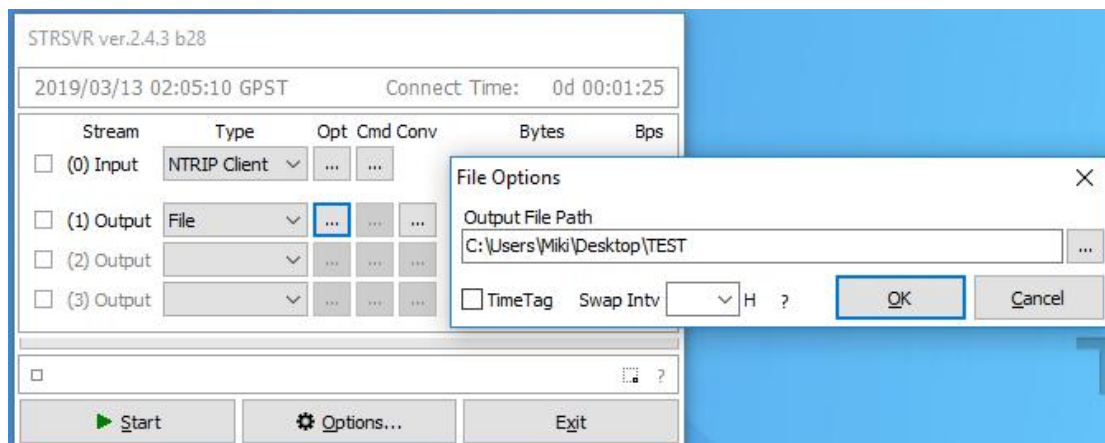 STRSVR ver.2.4.3 b28
2019/03/13 02:05:10 GPST Connect Time: 0d 00:01:25
Stream Type Opt Cmd Conv Bytes Bps
(0) Input NTRIP Client ... ...
(1) Output File ... ... ...
(2) Output ... ... ...
(3) Output ... ... ...
?
Start Options... Exit
File Options
Output File Path
C:\Users\Miki\Desktop\TEST ...
TimeTag Swap Intv H ? OK Cancel